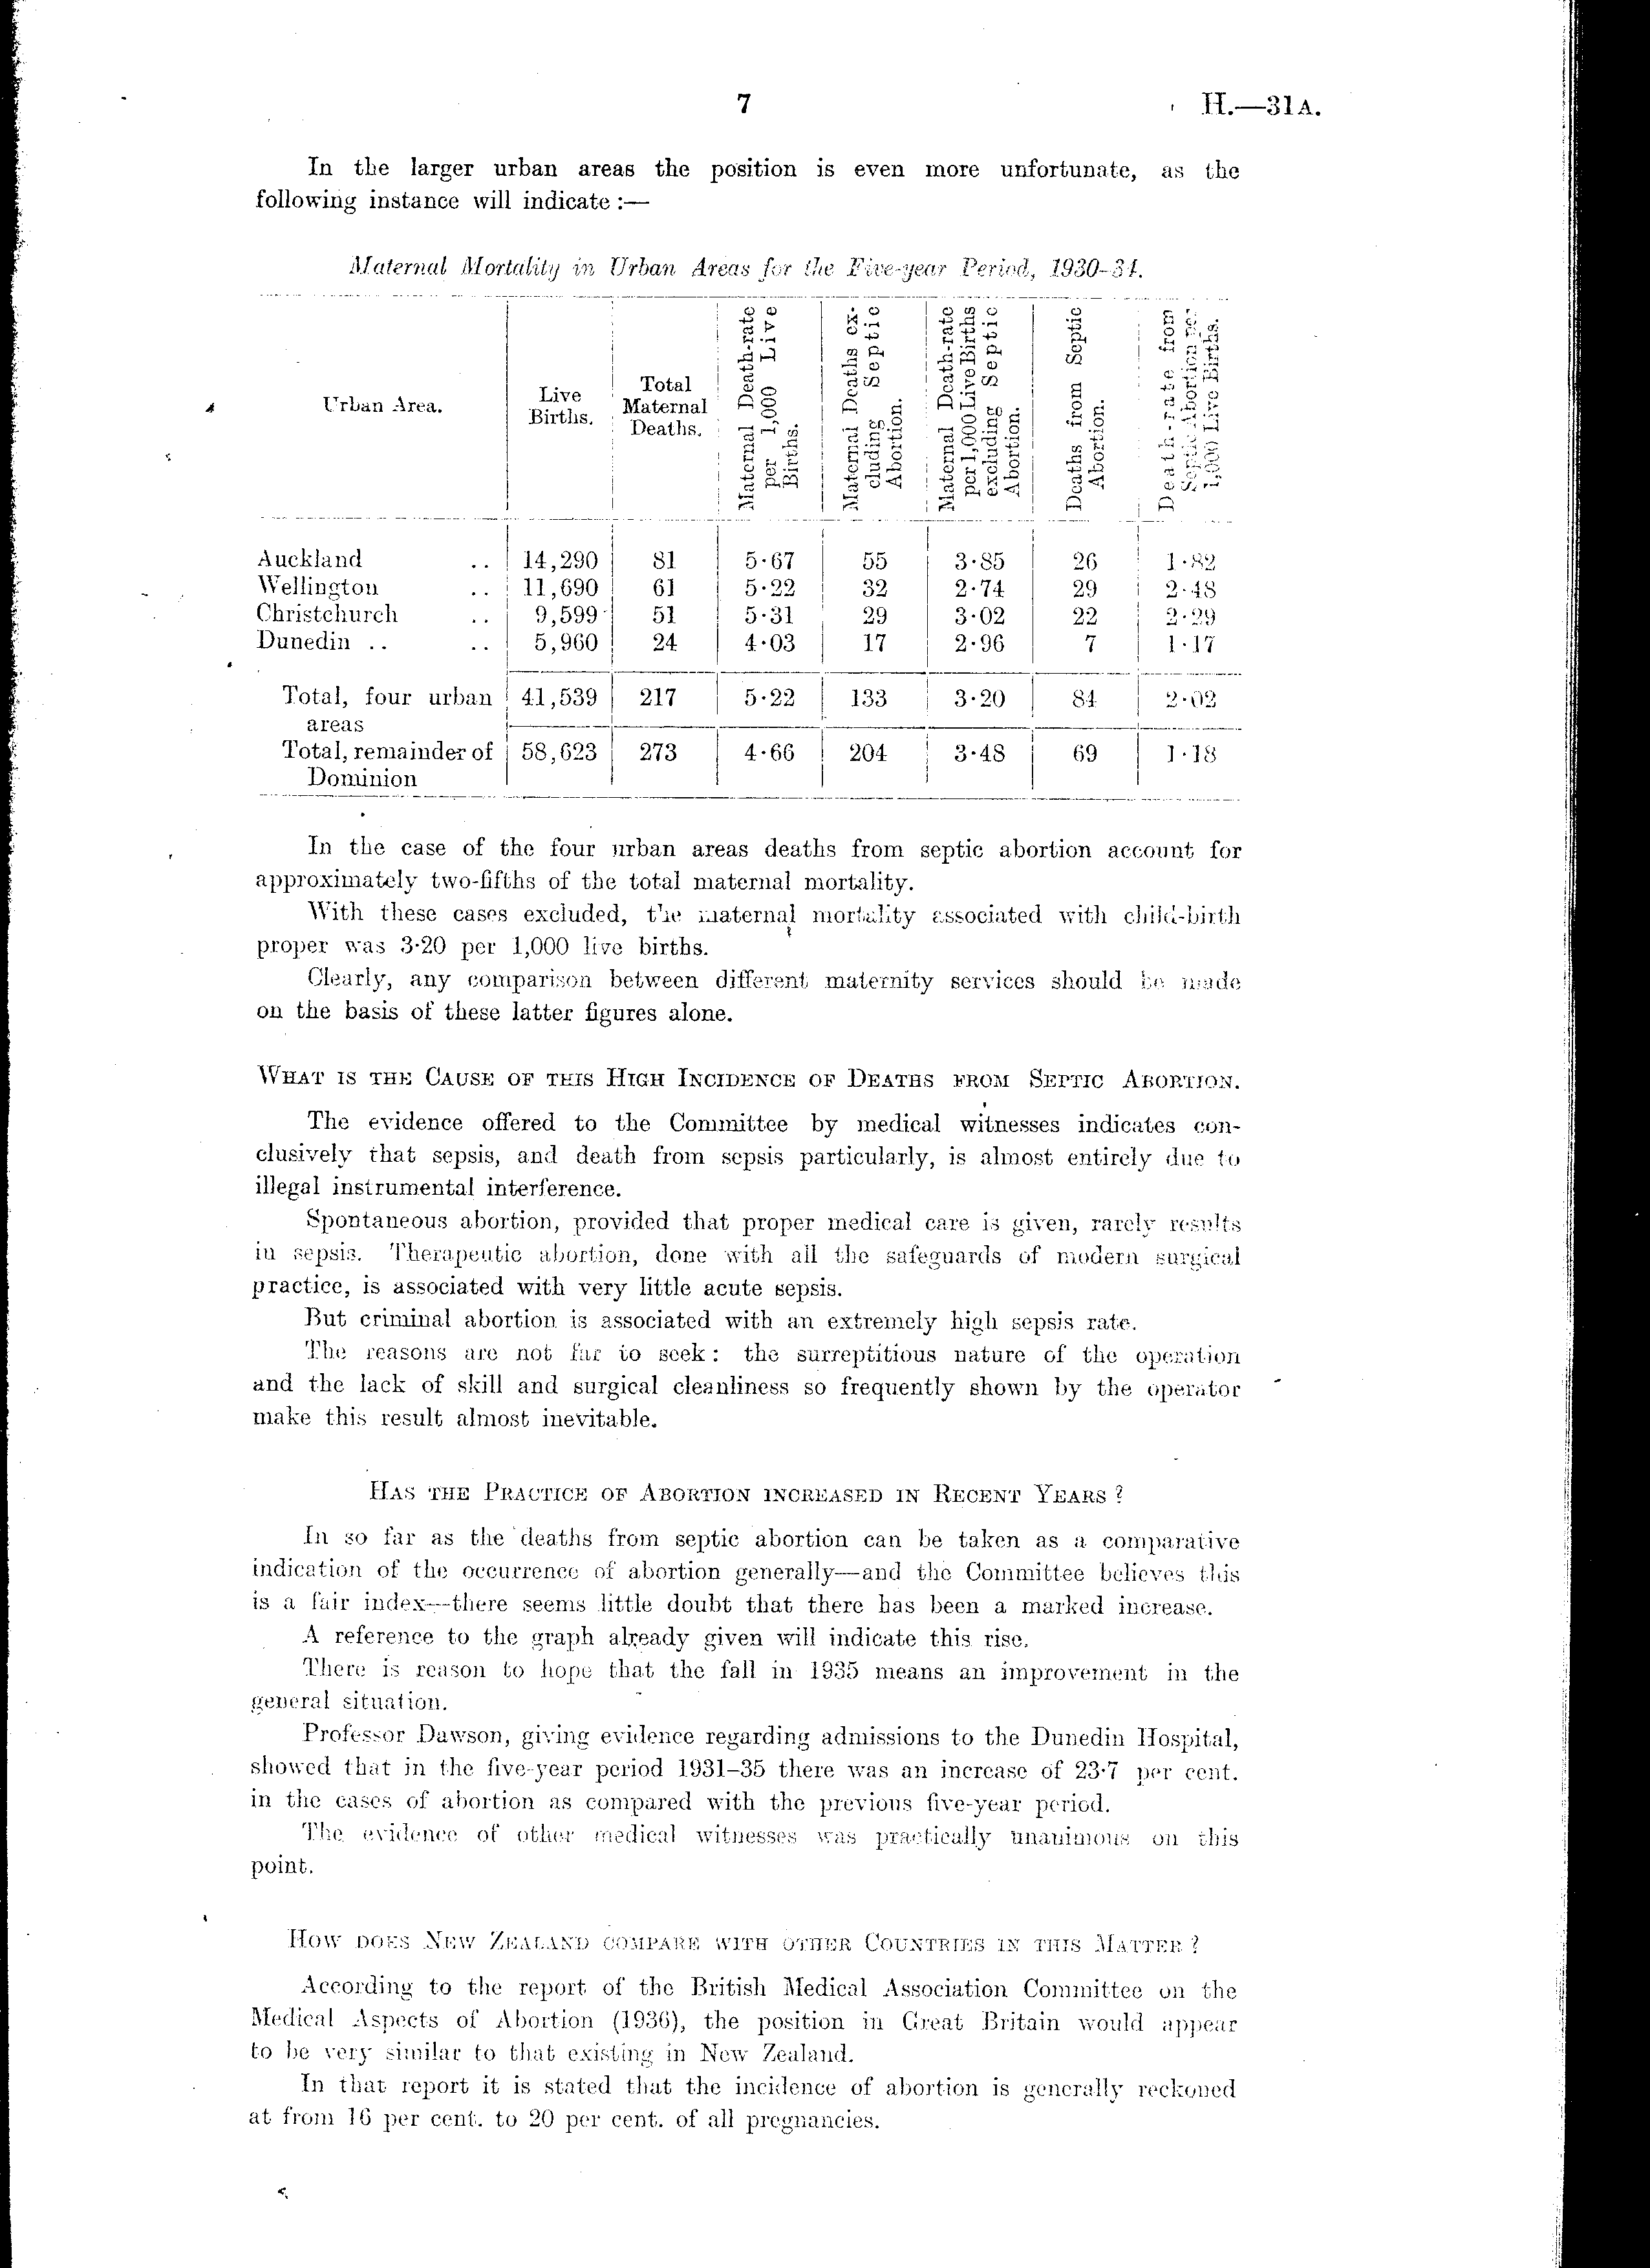 7
H.—31A.
In the larger urban areas the position is even more unfortunate, as the
following instance will indicate :—
Maternal Mortality in Urban Areas for the Five-year Period, 1930–34.
Urban Area.
Live
Births.
Total
Maternal
Deaths.
Maternal Death-rate
per 1,000 Live
Births.
Maternal Deaths ex-
cluding Septic
Abortion.
Maternal Death-rate
per 1,000 Live Births
excluding Septic
Abortion.
Deaths from Septic
Abortion.
Death-rate from
Septic Abortion per
1,000 Live Births.
Auckland .. 14,290 81 5·67 55 3·85 26 1·82
Wellington .. 11,690 61 5·22 32 2·74 29 2·48
Christchurch .. 9,599 51 5·31 29 3·02 22 2·29
Dunedin .. .. 5,960 24 4·03 17 2·96 7 1·17
Total, four urban 41,539 217 5·22 133 3·20 84 2·02
areas
Total, remainder of 58,623 273 4·66 204 3·48 69 1·18
Dominion
In the case of the four urban areas deaths from septic abortion account for
approximately two-fifths of the total maternal mortality.
With these cases excluded, the maternal mortality associated with child-birth
proper was 3·20 per 1,000 live births.
Clearly, any comparison between different maternity services should be made
on the basis of these latter figures alone.
What is the Cause of this High Incidence of Deaths from Septic Abortion.
The evidence offered to the Committee by medical witnesses indicates con-
clusively that sepsis, and death from sepsis particularly, is almost entirely due to
illegal instrumental interference.
Spontaneous abortion, provided that proper medical care is given, rarely results
in sepsis. Therapeutic abortion, done with all the safeguards of modern surgical
practice, is associated with very little acute sepsis.
But criminal abortion is associated with an extremely high sepsis rate.
The reasons are not far to seek: the surreptitious nature of the operation
and the lack of skill and surgical cleanliness so frequently shown by the operator
make this result almost inevitable.
Has the Practice of Abortion increased in Recent Years ?
In so far as the deaths from septic abortion can be taken as a comparative
indication of the occurrence of abortion generally—and the Committee believes this
is a fair index—there seems little doubt that there has been a marked increase.
A reference to the graph already given will indicate this rise.
There is reason to hope that the fall in 1935 means an improvement in the
general situation.
Professor Dawson, giving evidence regarding admissions to the Dunedin Hospital,
showed that in the five-year period 1931–35 there was an increase of 23·7 per cent.
in the cases of abortion as compared with the previous five-year period.
The evidence of other medical witnesses was practically unanimous on this
point.
How does New Zealand compare with other Countries in this Matter ?
According to the report of the British Medical Association Committee on the
Medical Aspects of Abortion (1936), the position in Great Britain would appear
to be very similar to that existing in New Zealand.
In that report it is stated that the incidence of abortion is generally reckoned
at from 16 per cent. to 20 per cent. of all pregnancies.